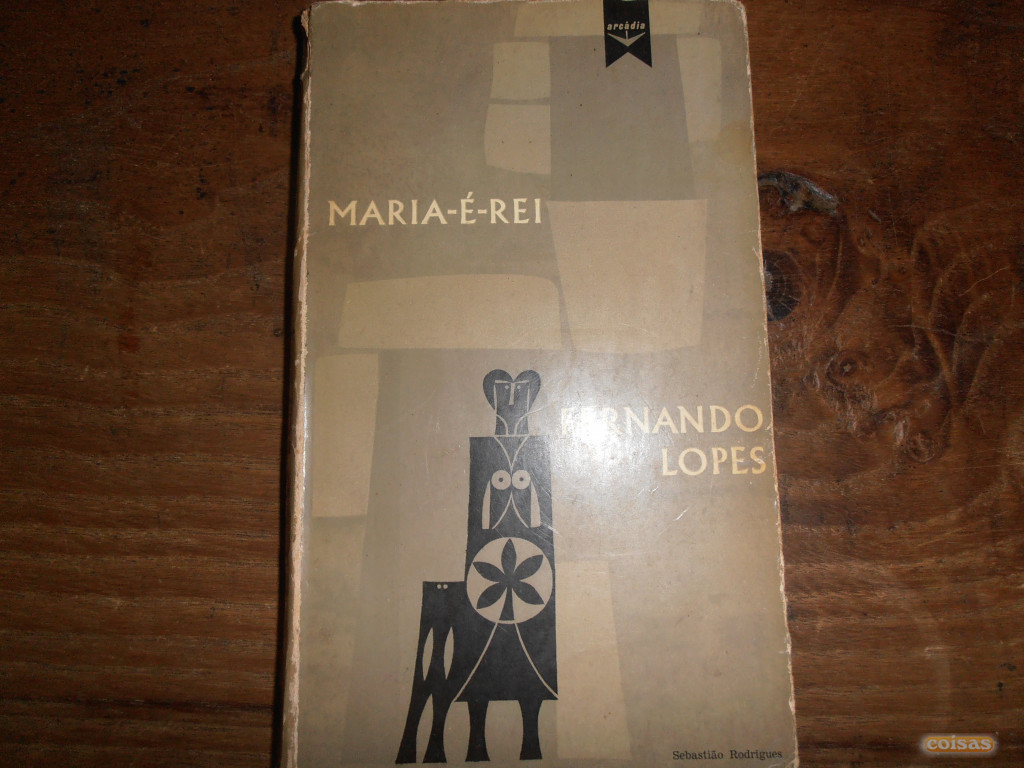 arcádia
MARIA-É-REI
FERNANDO
LOPES
Sebastião Rodrigues
coisas